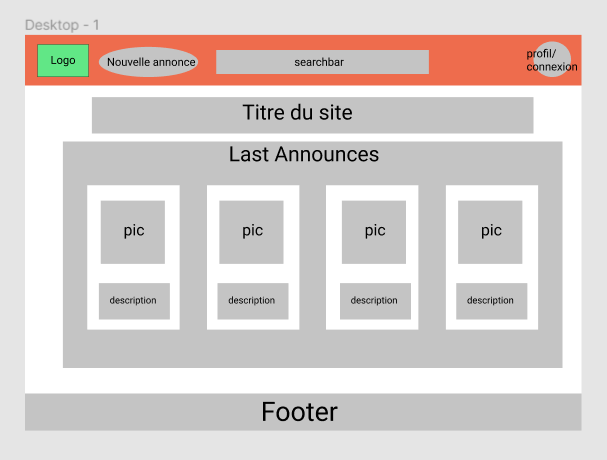 Desktop - 1
Logo
Nouvelle annonce
searchbar
profil/
connexion
Titre du site
Last Announces
pic
pic
pic
pic
description
description
description
description
Footer